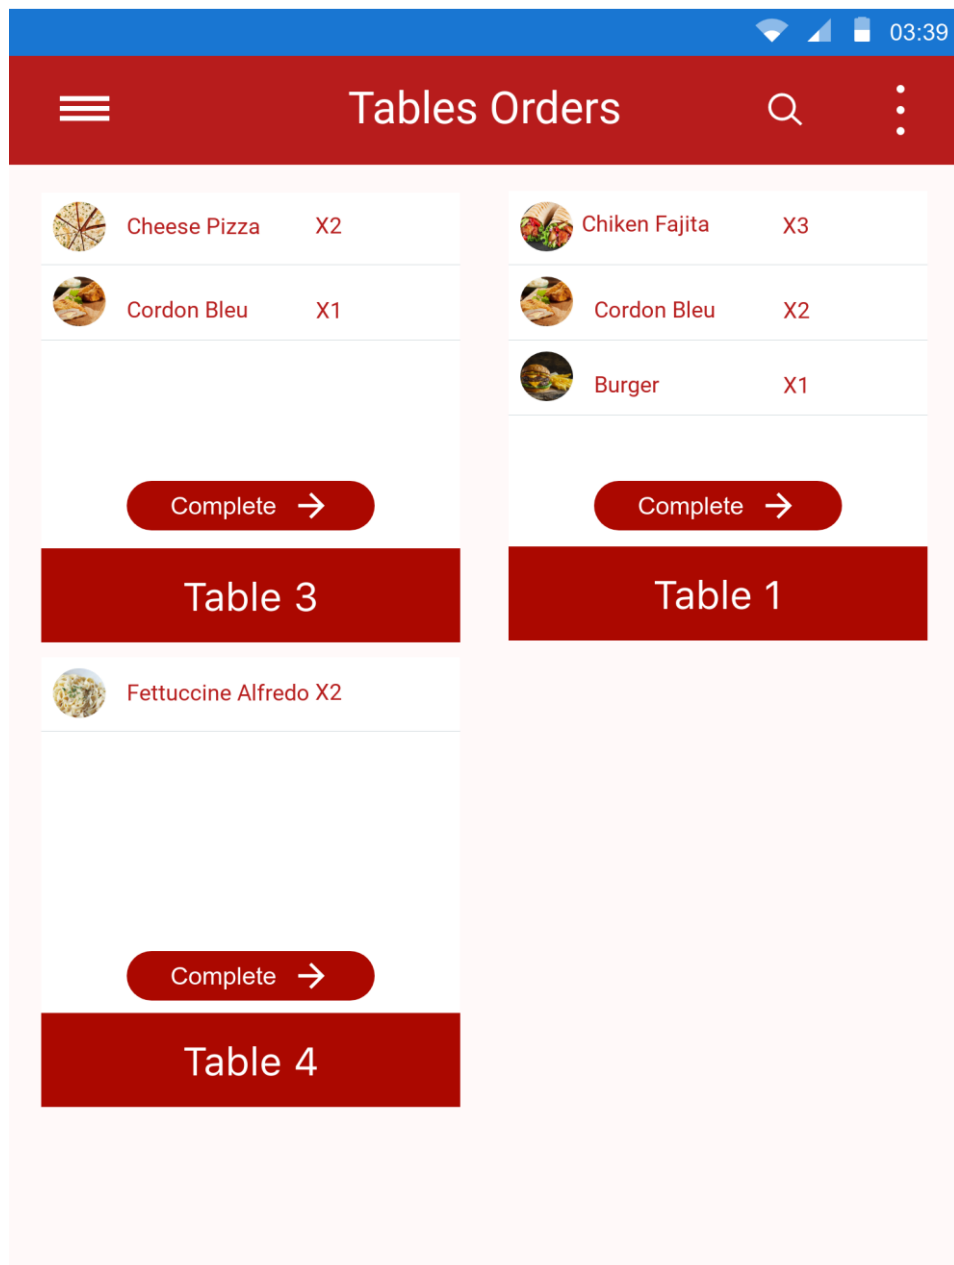 03:39
Tables Orders
Cheese Pizza X2
Cordon Bleu X1
Complete
Table 3
Chiken Fajita X3
Cordon Bleu X2
Burger X1
Complete
Table 1
Fettuccine Alfredo X2
Complete
Table 4